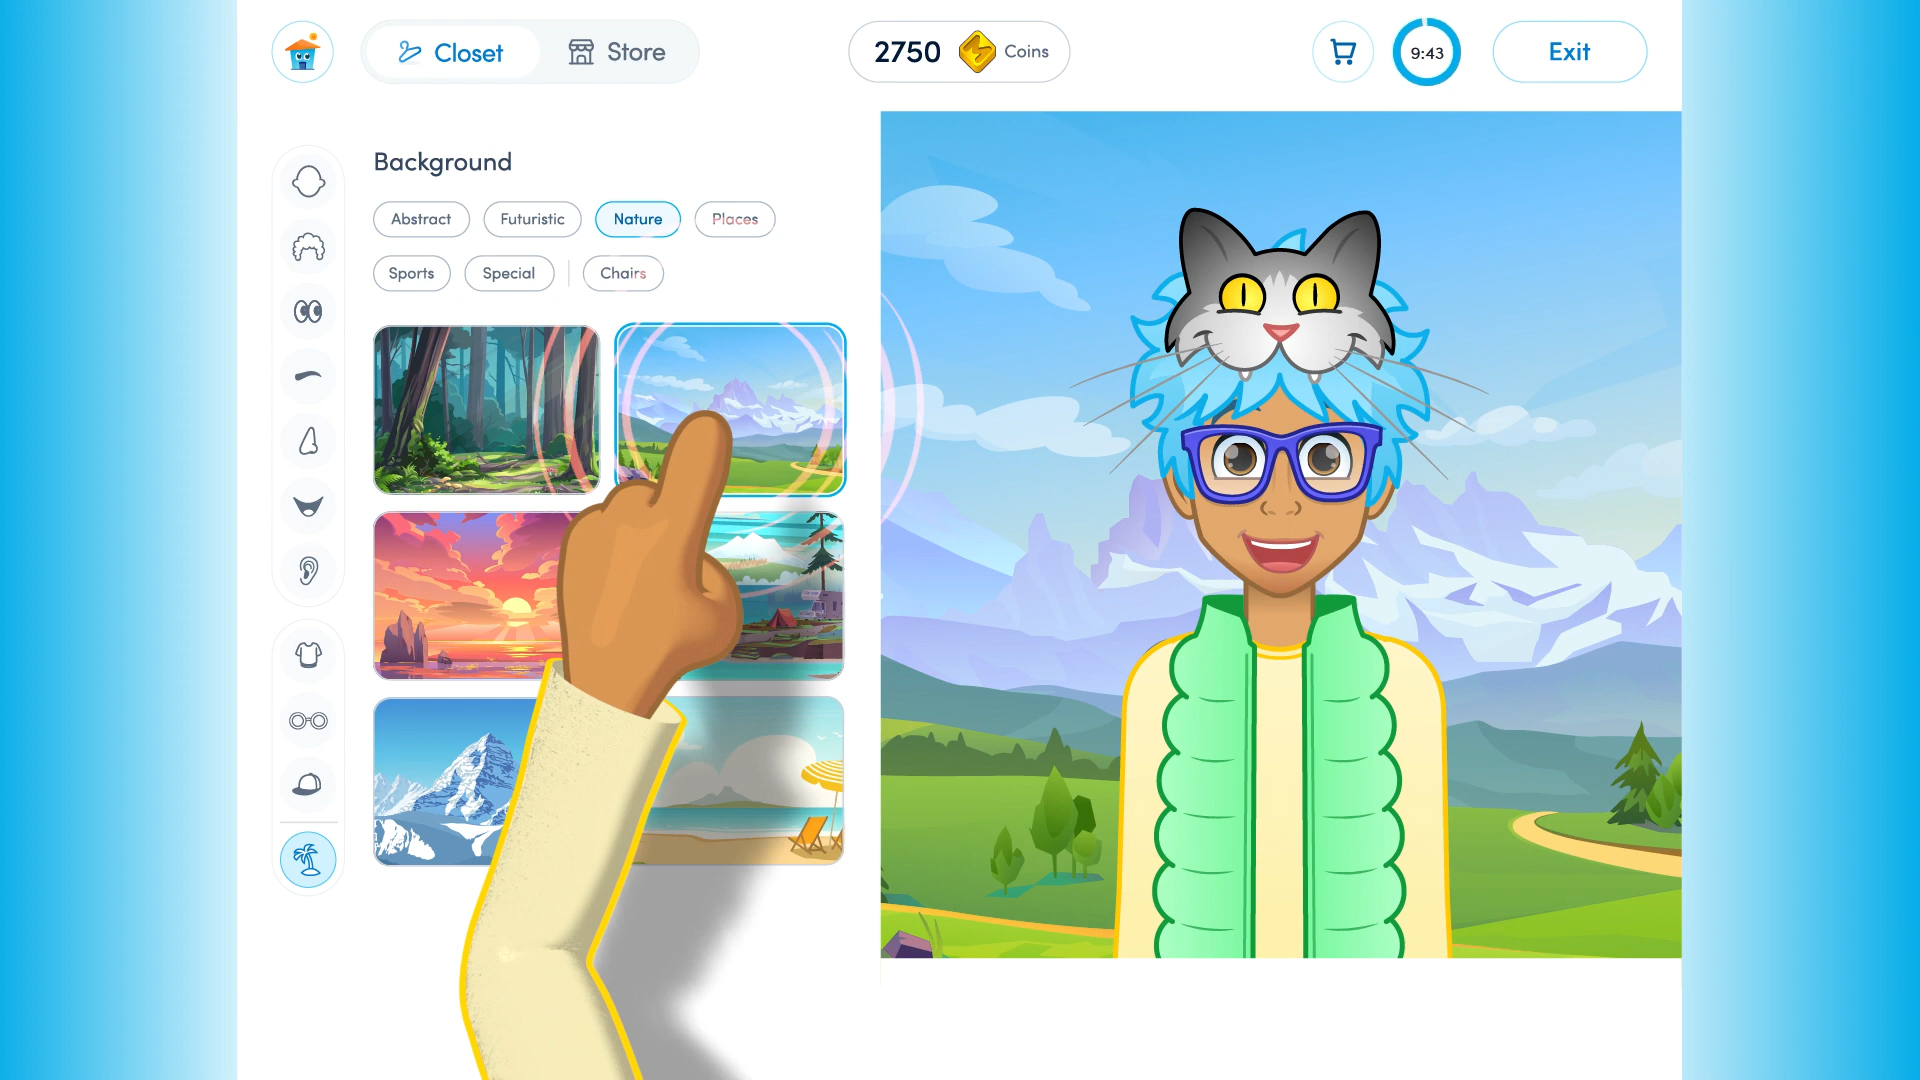 Closet
Store
2750
Coins
9:43
Exit
Background
Abstract
Futuristic
Nature
Places
Sports
Special
Chairs